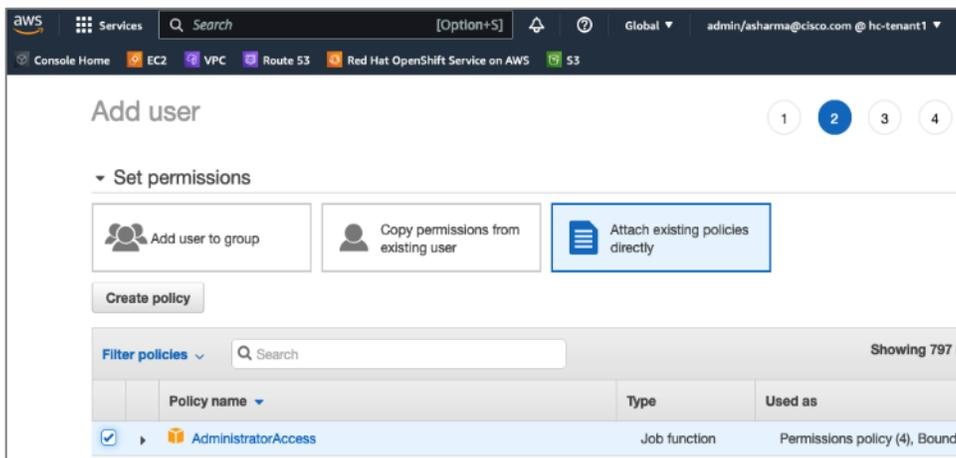 aws Services Search [Option+S] Global admin/asharma@cisco.com @ hc-tenant1
Console Home EC2 VPC Route 53 Red Hat OpenShift Service on AWS S3
Add user
1 2 3 4
Set permissions
Add user to group
Copy permissions from
existing user
Attach existing policies
directly
Create policy
Filter policies Search Showing 797
Policy name Type Used as
AdministratorAccess Job function Permissions policy (4), Bound